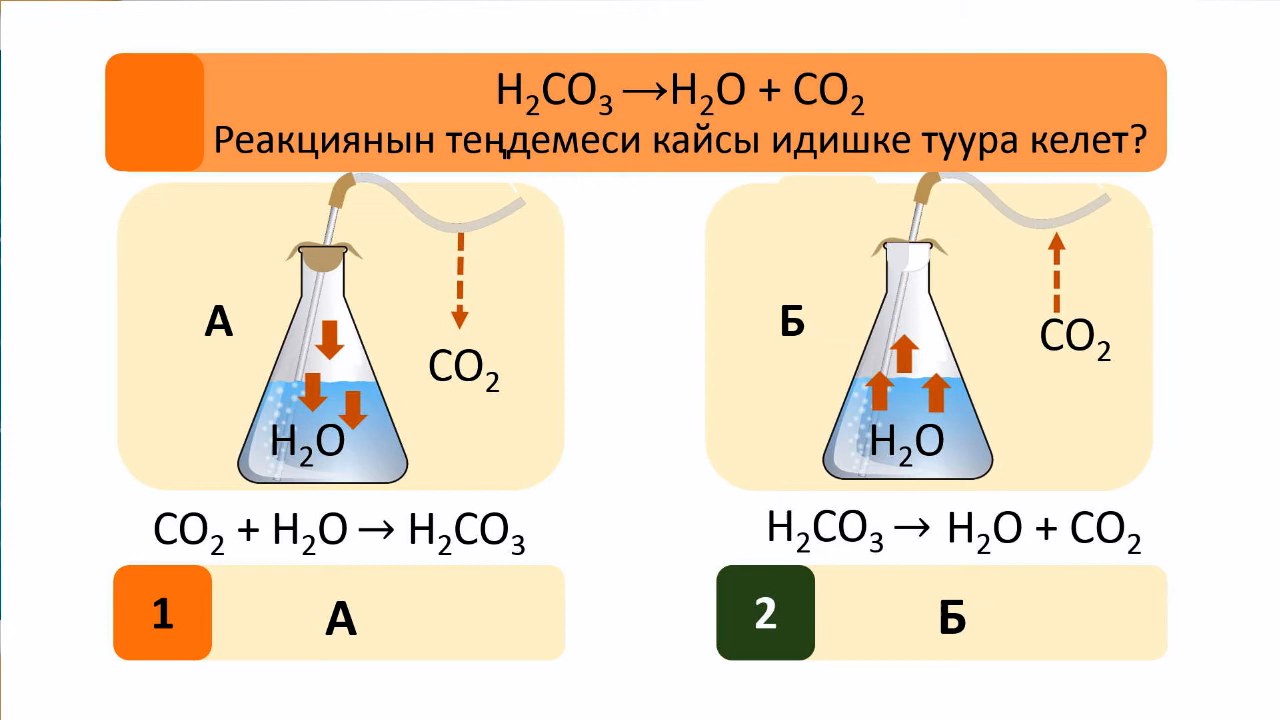 H₂CO₃ →H₂O + CO₂
Реакциянын теңдемеси кайсы идишке туура келет?
А
CO₂
H₂O
Б
CO₂
H₂O
CO₂ + H₂O → H₂CO₃
H₂CO₃ → H₂O + CO₂
1
А
2
Б